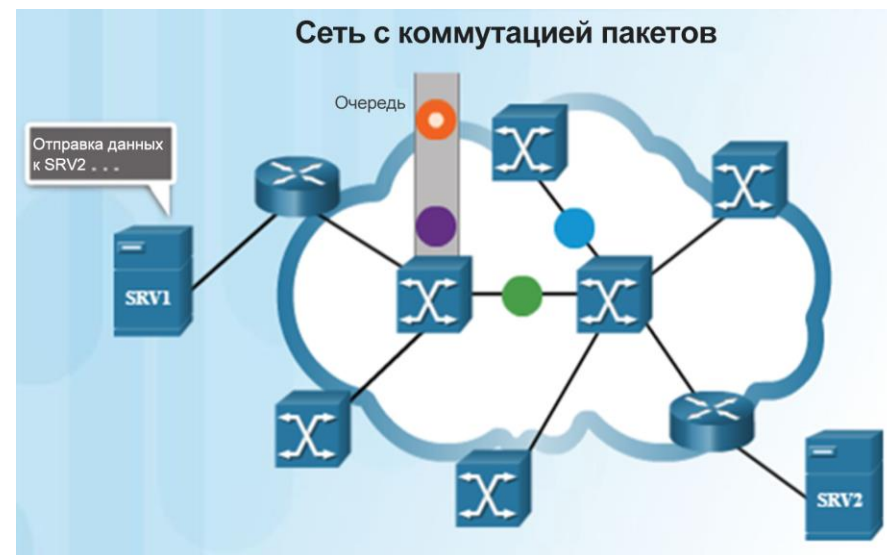 Сеть с коммутацией пакетов
Очередь
Отправка данных
к SRV2 . . .
SRV1
SRV2